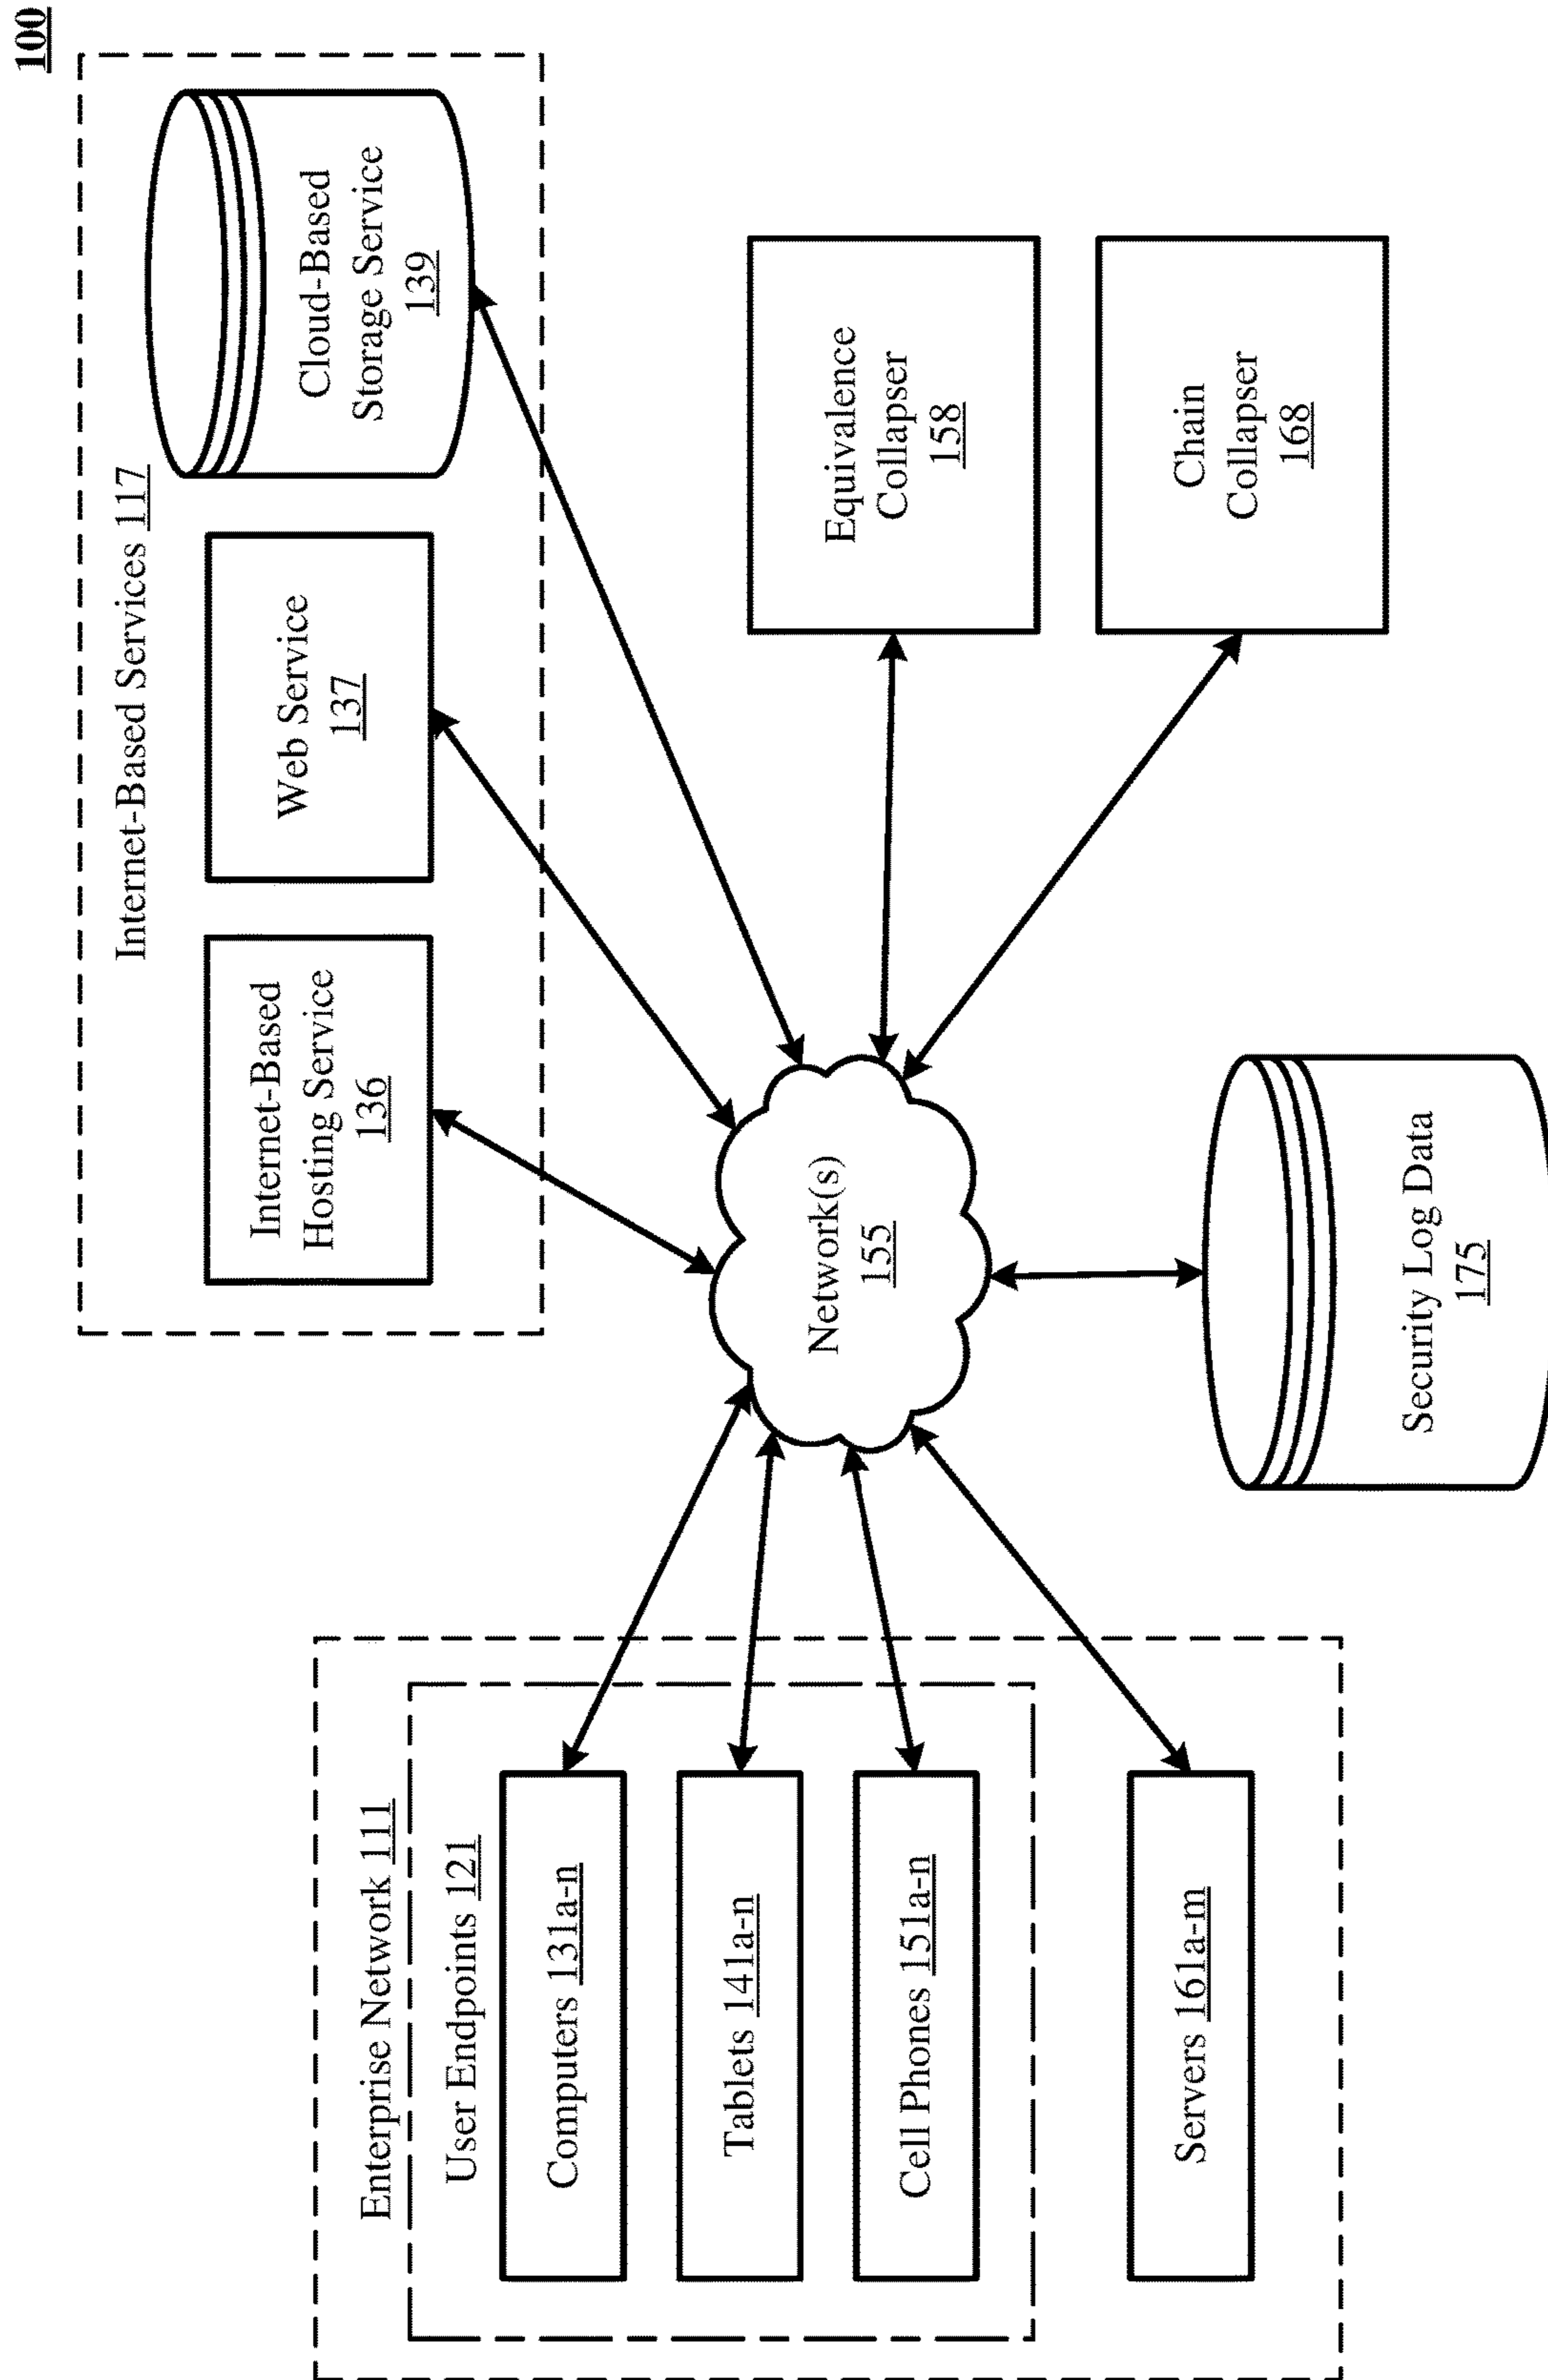 100
Enterprise Network 111
User Endpoints 121
Computers 131a-n
Tablets 141a-n
Cell Phones 151a-n
Servers 161a-m
Internet-Based Services 117
Internet-Based
Hosting Service
136
Web Service
137
Cloud-Based
Storage Service
139
Network(s)
155
Security Log Data
175
Equivalence
Collapser
158
Chain
Collapser
168